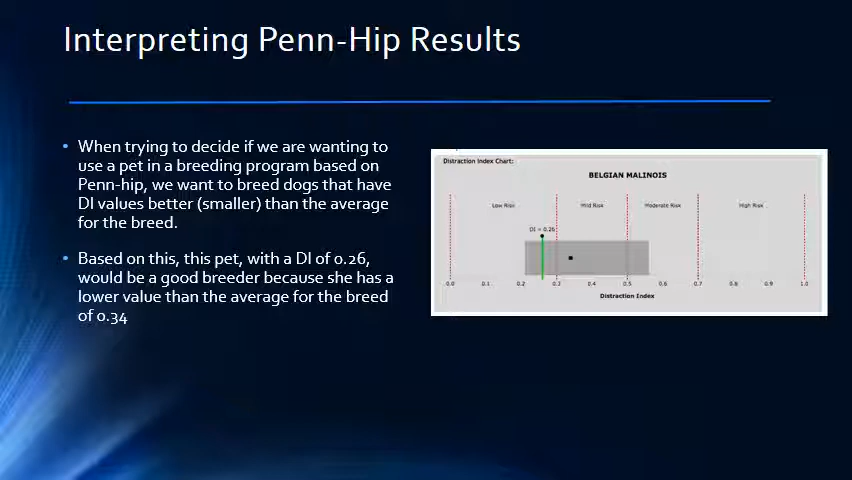 Interpreting Penn-Hip Results
• When trying to decide if we are wanting to
use a pet in a breeding program based on
Penn-hip, we want to breed dogs that have
DI values better (smaller) than the average
for the breed.
• Based on this, this pet, with a DI of 0.26,
would be a good breeder because she has a
lower value than the average for the breed
of 0.34
Distraction Index Chart:
BELGIAN MALINOIS
Low Risk Mild Risk Moderate Risk High Risk
DI = 0.26
0.0 0.1 0.2 0.3 0.4 0.5 0.6 0.7 0.8 0.9 1.0
Distraction Index